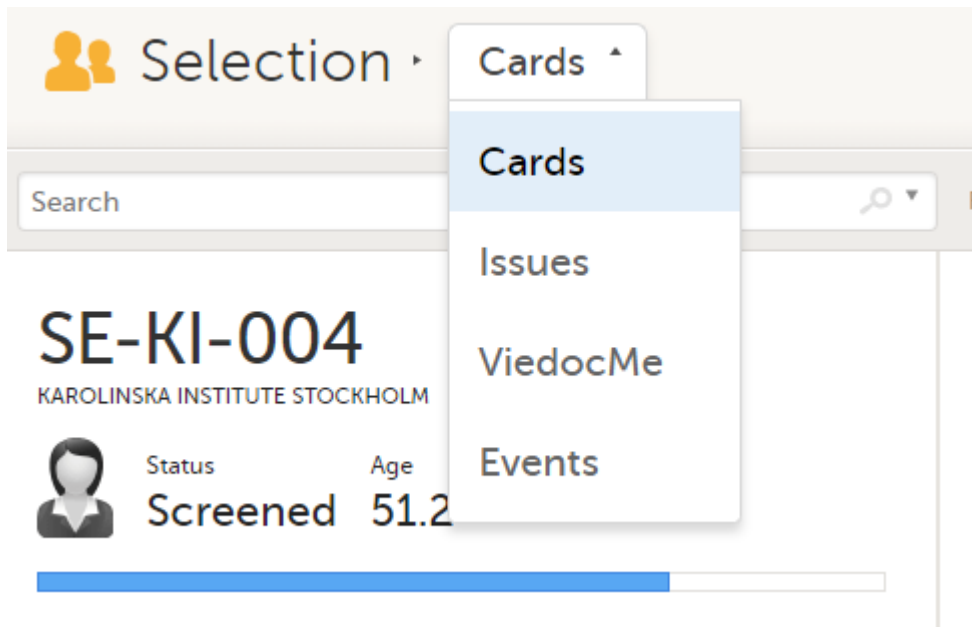 Selection
Cards
Cards
Search
Issues
SE-KI-004
KAROLINSKA INSTITUTE STOCKHOLM
ViedocMe
Events
Status Age
Screened 51.2